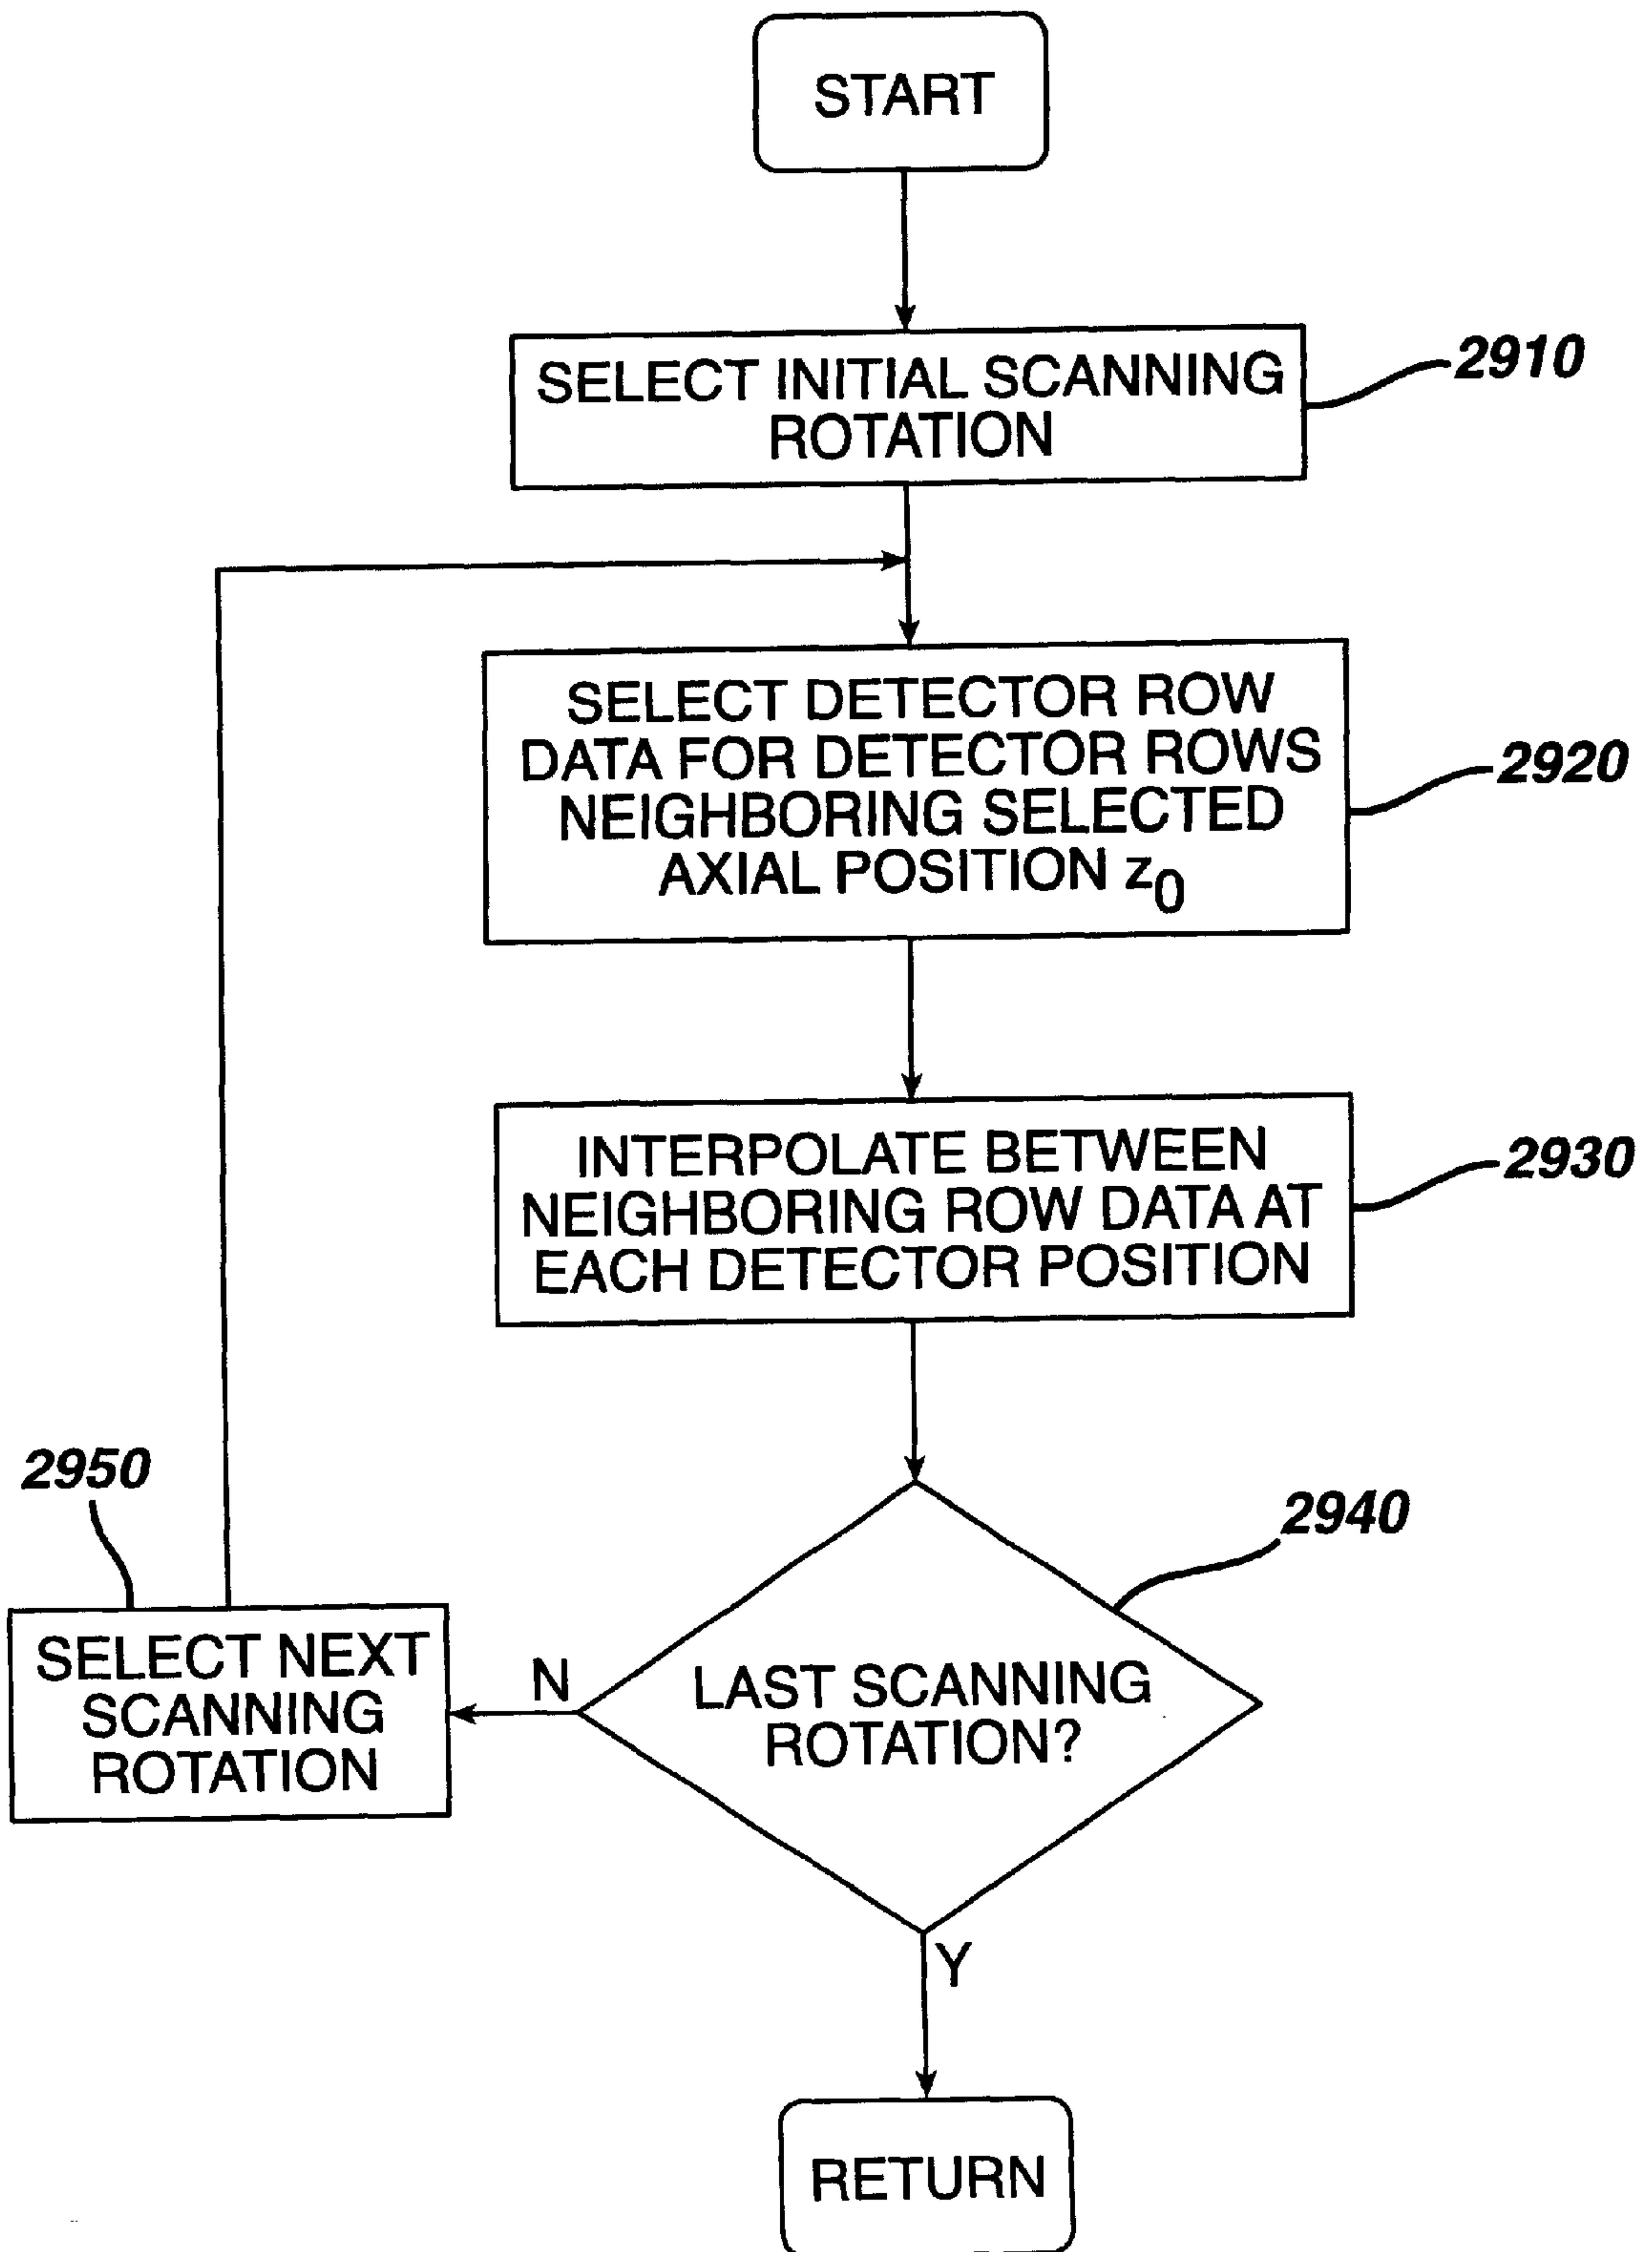 START
SELECT INITIAL SCANNING
ROTATION
2910
SELECT DETECTOR ROW
DATA FOR DETECTOR ROWS
NEIGHBORING SELECTED
AXIAL POSITION z₀
2920
INTERPOLATE BETWEEN
NEIGHBORING ROW DATA AT
EACH DETECTOR POSITION
2930
2940
LAST SCANNING
ROTATION?
N
2950
SELECT NEXT
SCANNING
ROTATION
Y
RETURN